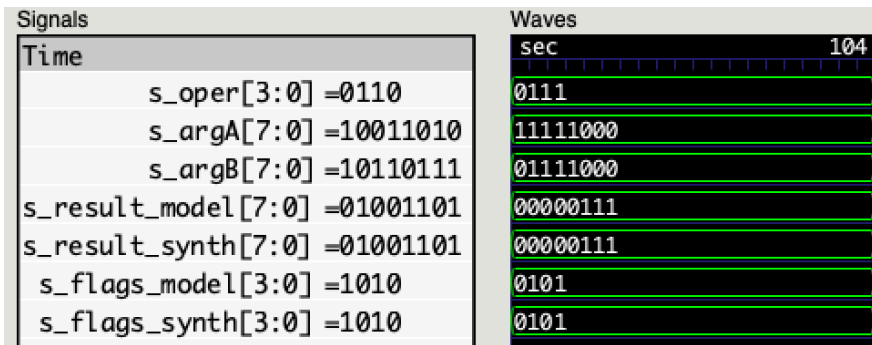 Signals
Waves
Time
sec 104
s_oper[3:0] =0110
0111
s_argA[7:0] =10011010
11111000
s_argB[7:0] =10110111
01111000
s_result_model[7:0] =01001101
00000111
s_result_synth[7:0] =01001101
00000111
s_flags_model[3:0] =1010
0101
s_flags_synth[3:0] =1010
0101